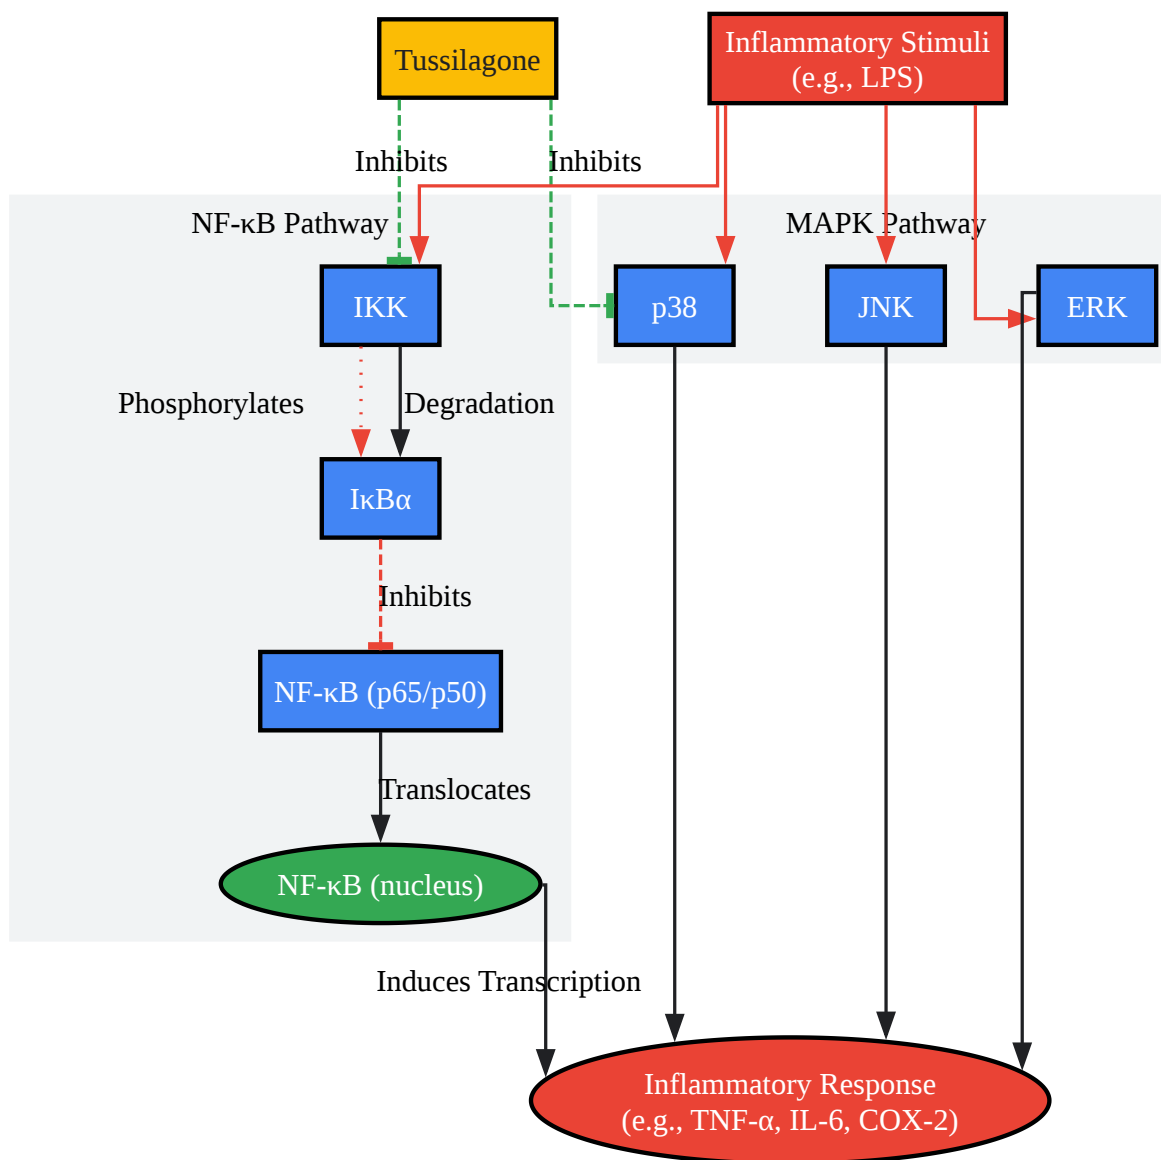 Tussilagone
Inflammatory Stimuli
(e.g., LPS)
Inhibits
Inhibits
NF-κB Pathway
MAPK Pathway
IKK
p38
JNK
ERK
Phosphorylates
Degradation
IκBα
Inhibits
NF-κB (p65/p50)
Translocates
NF-κB (nucleus)
Induces Transcription
Inflammatory Response
(e.g., TNF-α, IL-6, COX-2)